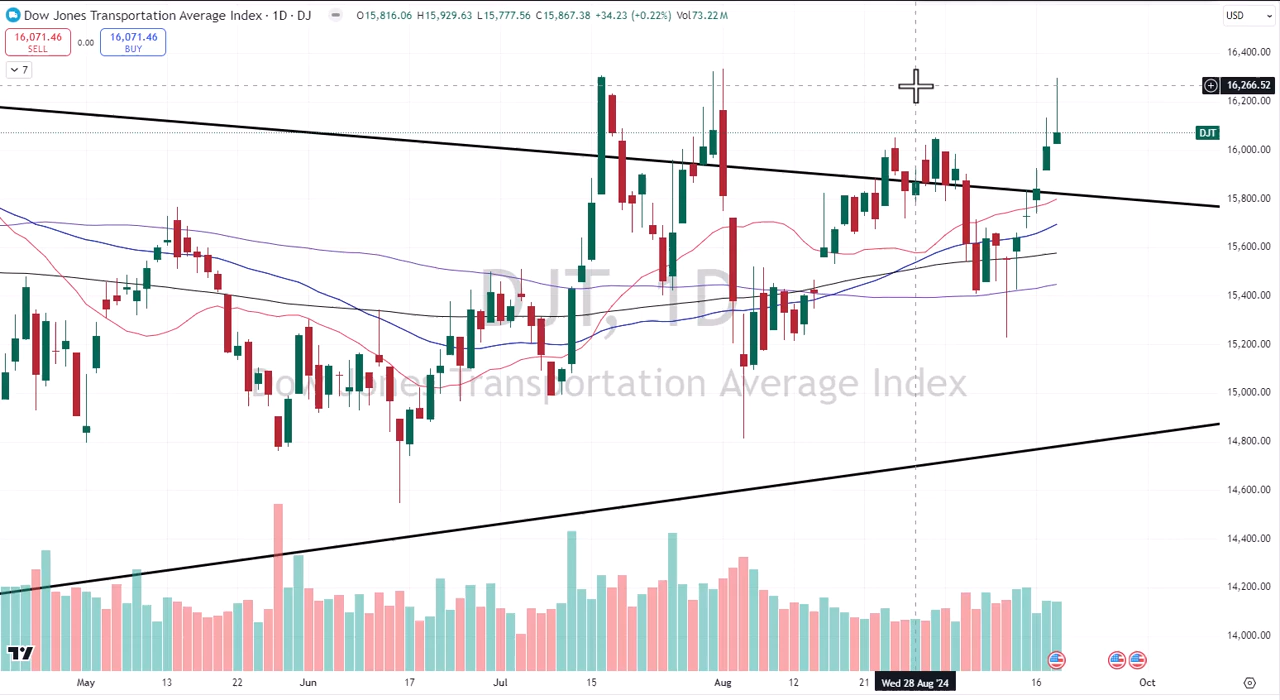 Dow Jones Transportation Average Index · 1D · DJ O15,816.06 H15,929.63 L15,777.56 C15,867.38 +34.23 (+0.22%) Vol73.22 M USD
16,071.46 SELL 0.00 16,071.46 BUY
7
16,400.00
16,266.52
16,200.00
DJT
16,000.00
15,800.00
15,600.00
15,400.00
15,200.00
15,000.00
14,800.00
14,600.00
14,400.00
14,200.00
14,000.00
DJT, 1D
Dow Jones Transportation Average Index
May 13 22 Jun 17 Jul 15 Aug 12 21 Wed 28 Aug '24 16 Oct